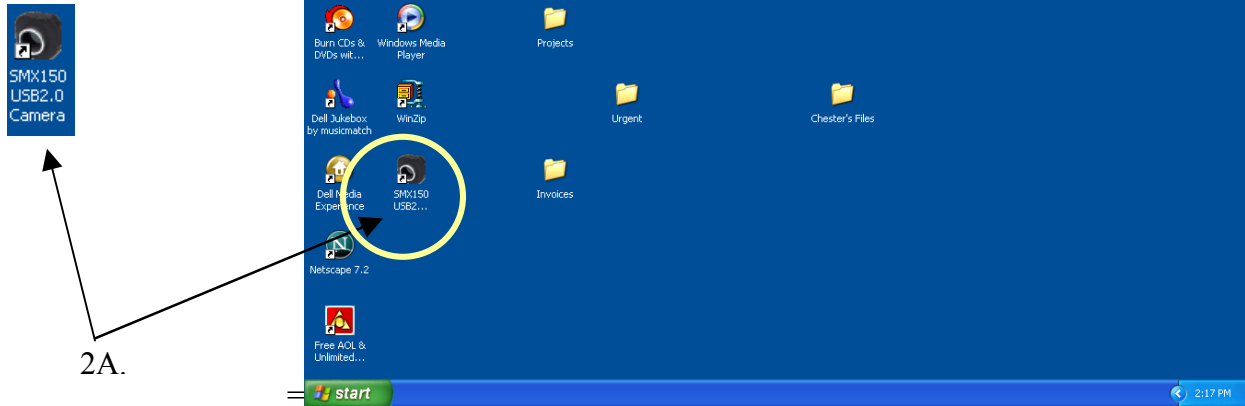 SMX150
USB2.0
Camera
2A.
Burn CDs &
DVDs wit...
Windows Media
Player
Projects
Dell Jukebox
by musicmatch
WinZip
Urgent
Chester's Files
Dell Media
Experience
SMX150
USB2...
Invoices
N
Netscape 7.2
Free AOL &
Unlimited...
start
2:17 PM